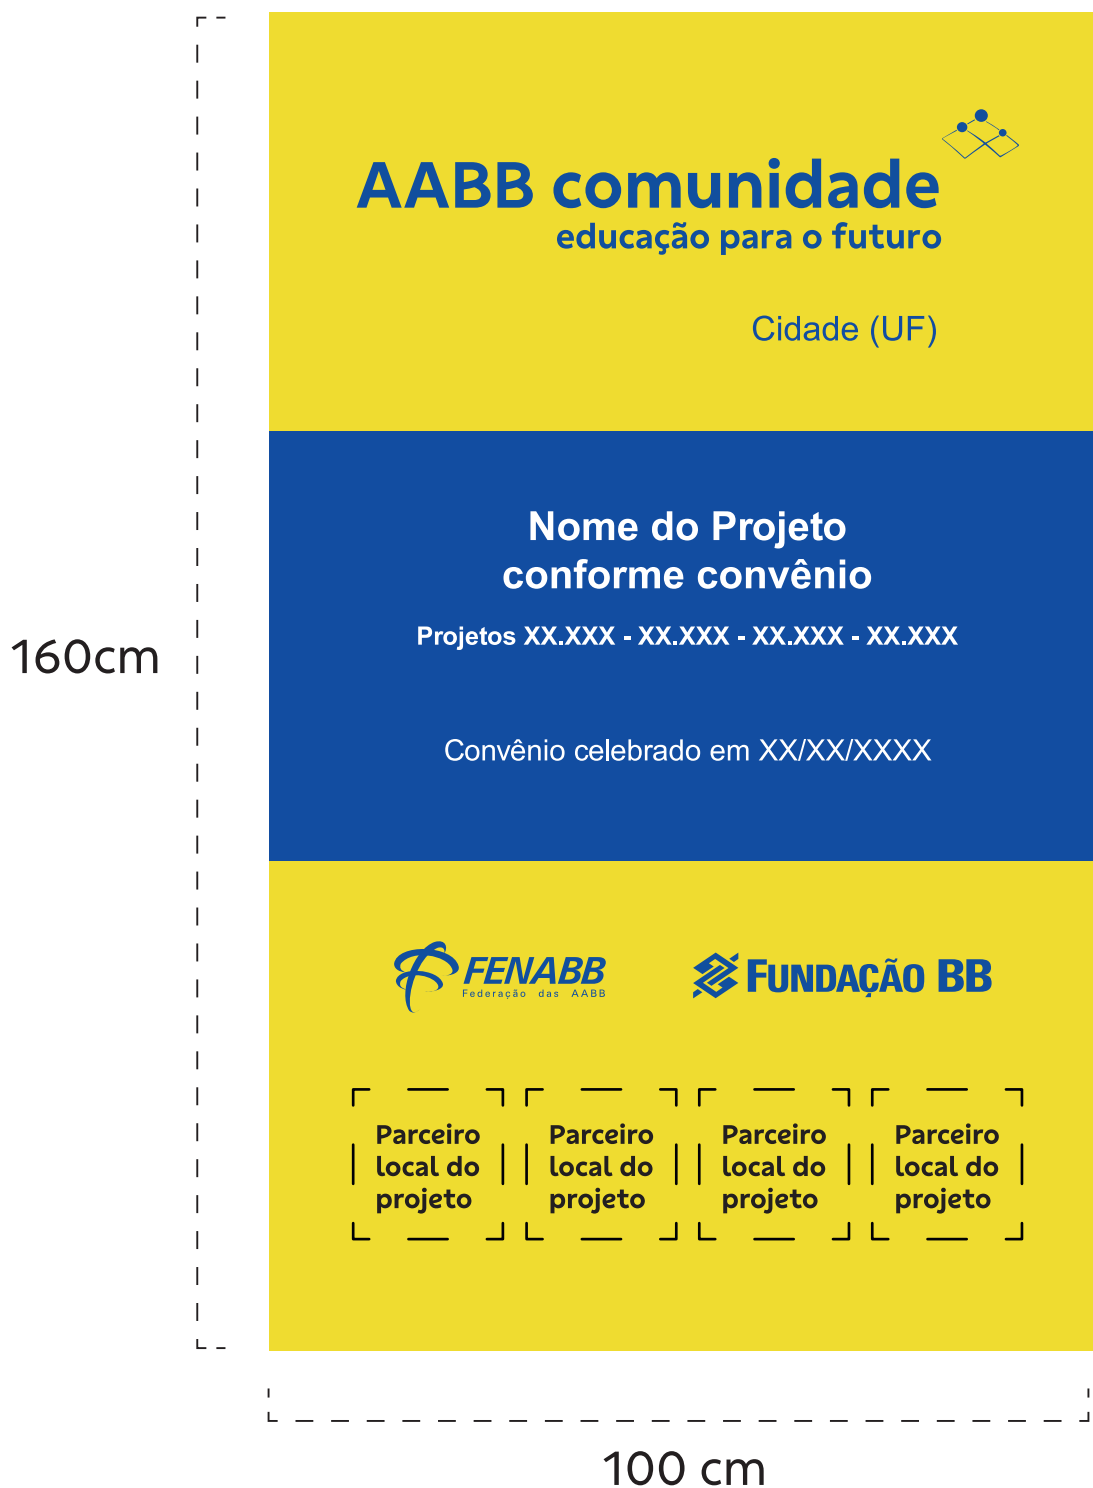 AABB comunidade
educação para o futuro
Cidade (UF)
Nome do Projeto
conforme convênio
Projetos XX.XXX - XX.XXX - XX.XXX - XX.XXX
160cm
Convênio celebrado em XX/XX/XXXX
FENABB
Federação das AABB
FUNDAÇÃO BB
Parceiro
local do
projeto
Parceiro
local do
projeto
Parceiro
local do
projeto
Parceiro
local do
projeto
100 cm